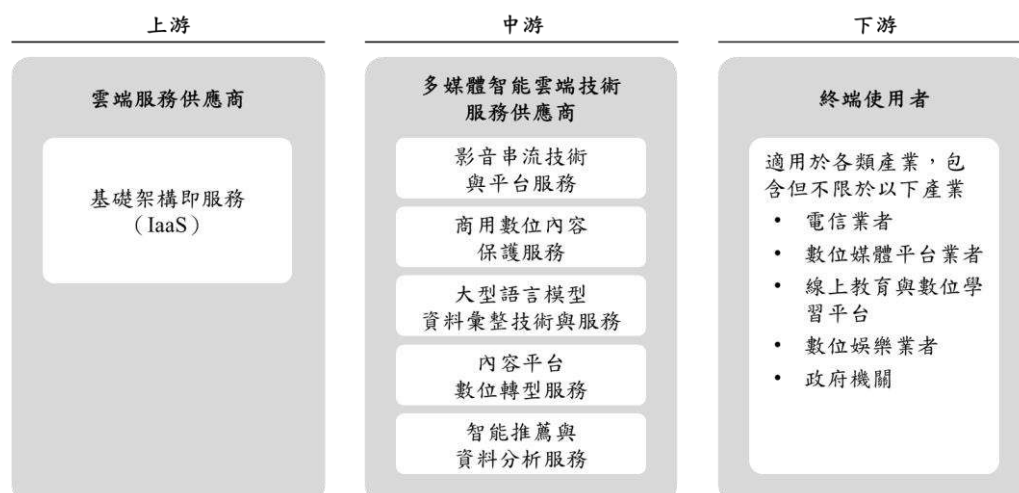 上游
雲端服務供應商
基礎架構即服務
（IaaS）
中游
多媒體智能雲端技術
服務供應商
影音串流技術
與平台服務
商用數位內容
保護服務
大型語言模型
資料彙整技術與服務
內容平台
數位轉型服務
智能推薦與
資料分析服務
下游
終端使用者
適用於各類產業，包
含但不限於以下產業
• 電信業者
• 數位媒體平台業者
• 線上教育與數位學
習平台
• 數位娛樂業者
• 政府機關